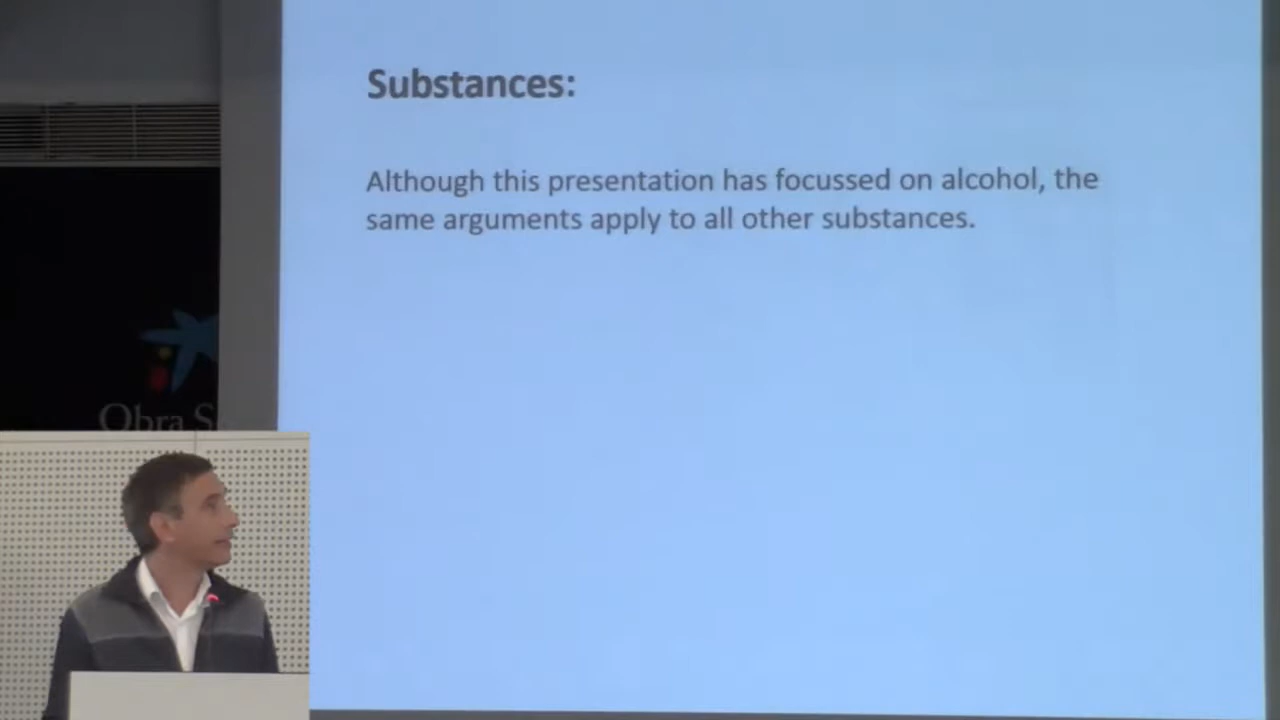 Substances:
Although this presentation has focussed on alcohol, the
same arguments apply to all other substances.
Obra S